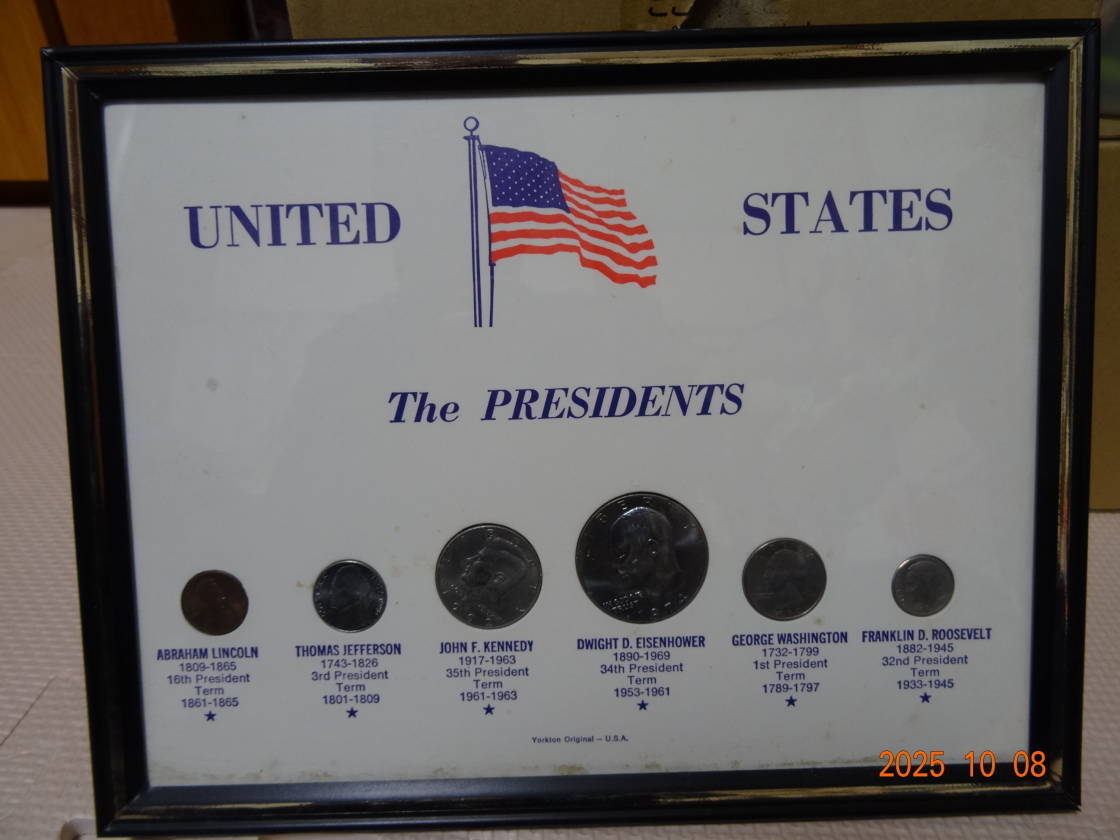 UNITED STATES
The PRESIDENTS
ABRAHAM LINCOLN
1809-1865
16th President
Term
1861-1865
THOMAS JEFFERSON
1743-1826
3rd President
Term
1801-1809
JOHN F. KENNEDY
1917-1963
35th President
Term
1961-1963
DWIGHT D. EISENHOWER
1890-1969
34th President
Term
1953-1961
GEORGE WASHINGTON
1732-1799
1st President
Term
1789-1797
FRANKLIN D. ROOSEVELT
1882-1945
32nd President
Term
1933-1945
Yorkton Original – U.S.A.
2025 10 08